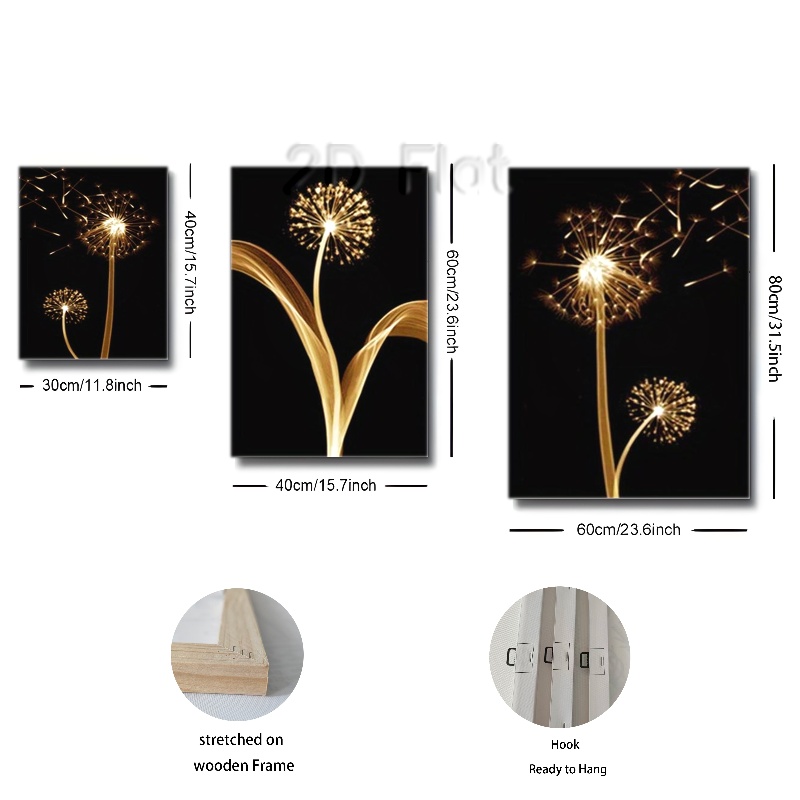 2D Flat
40cm/15.7inch
30cm/11.8inch
60cm/23.6inch
40cm/15.7inch
80cm/31.5inch
60cm/23.6inch
stretched on
wooden Frame
Hook
Ready to Hang